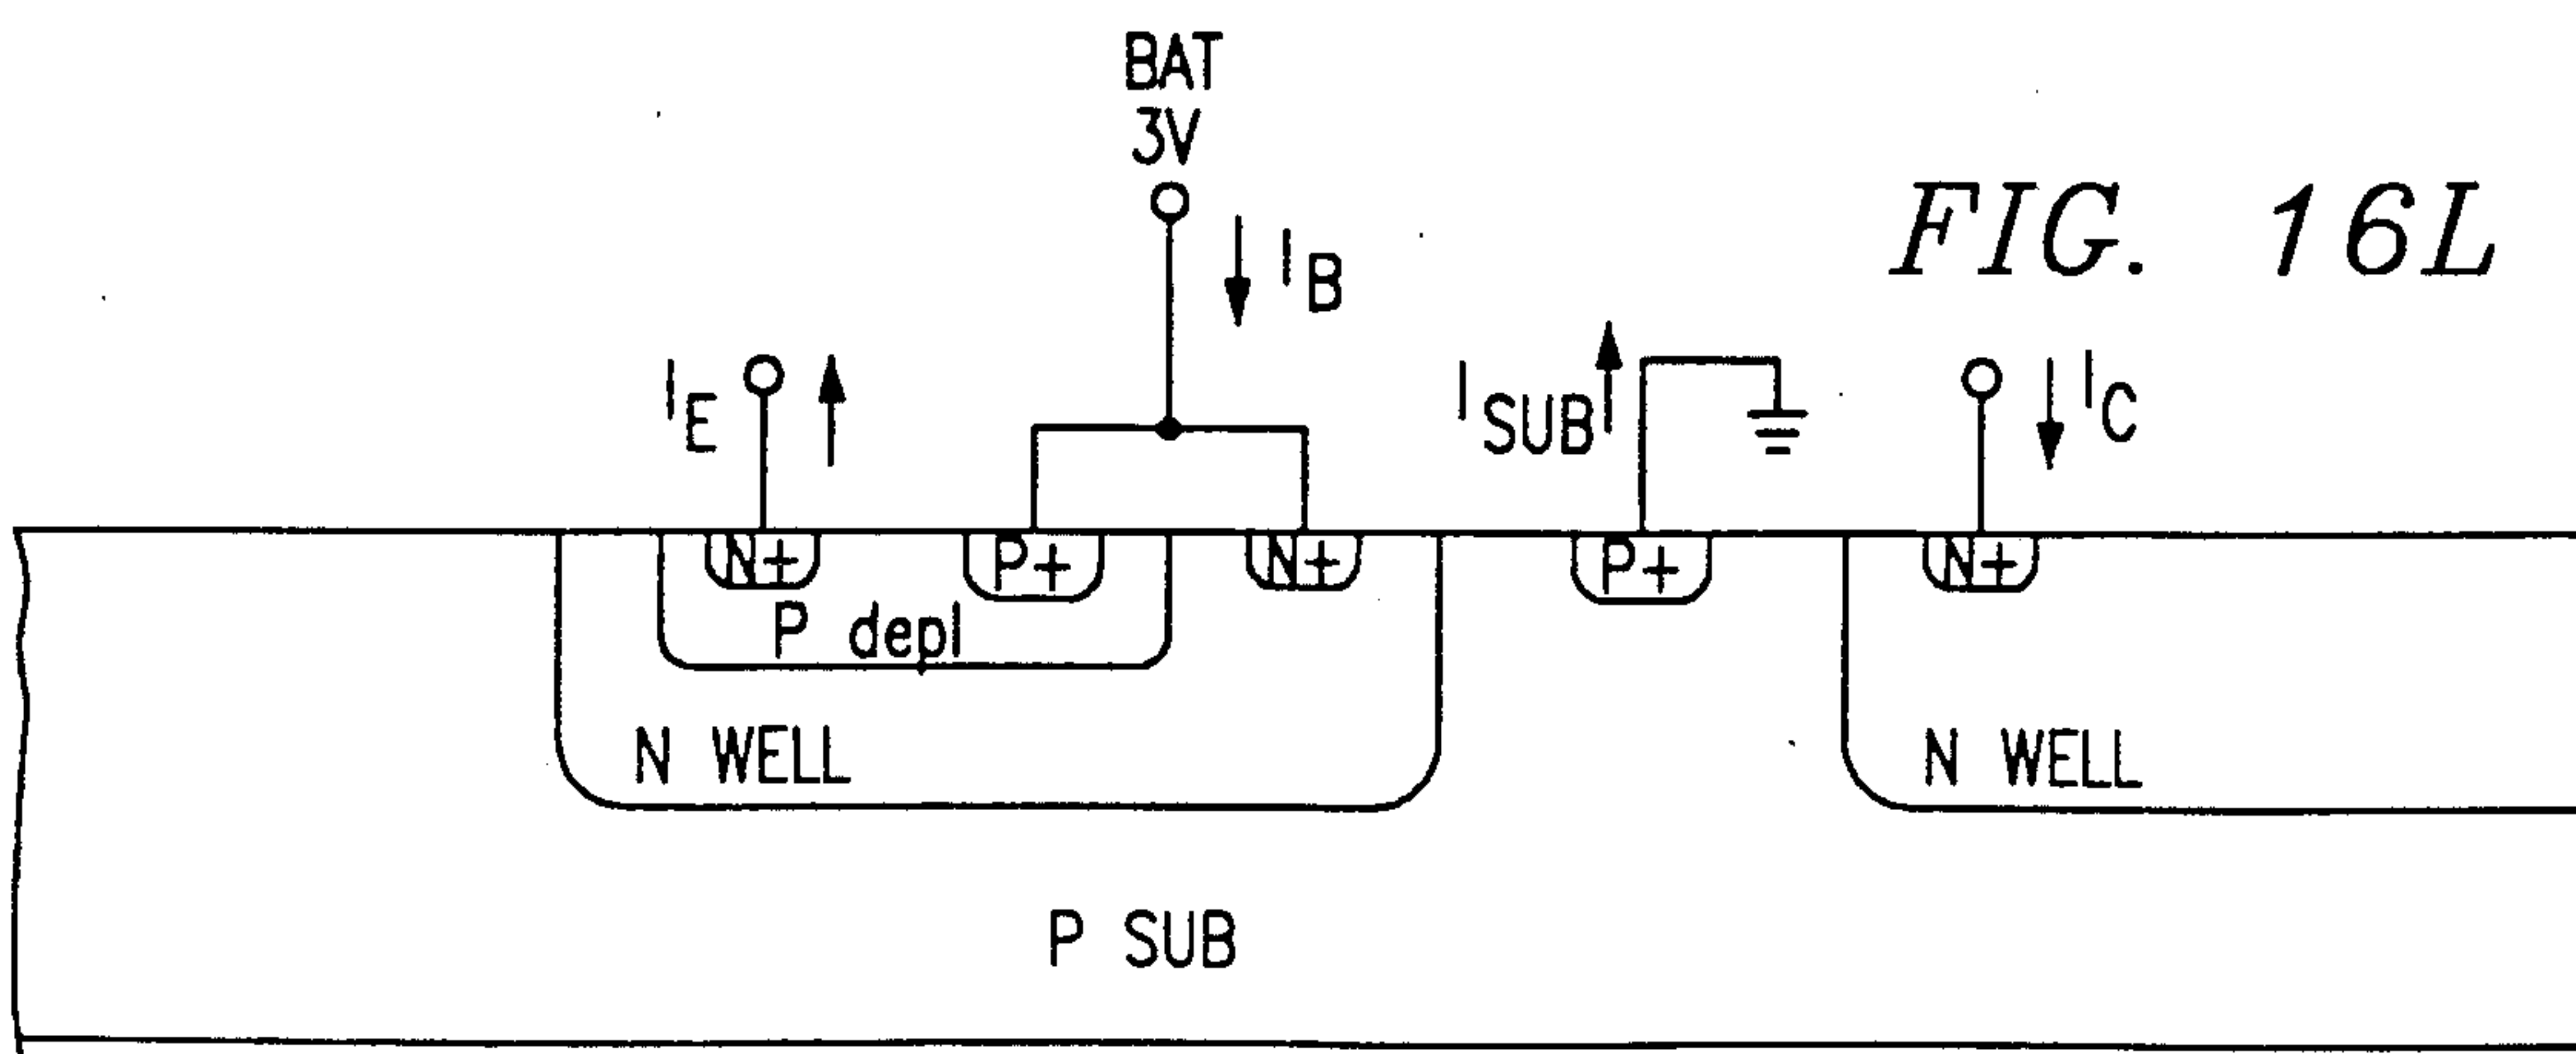 BAT
3V
I_B
FIG. 16L
I_E
I_SUB
I_C
N+
P+
N+
P+
N+
P depl
N WELL
N WELL
P SUB